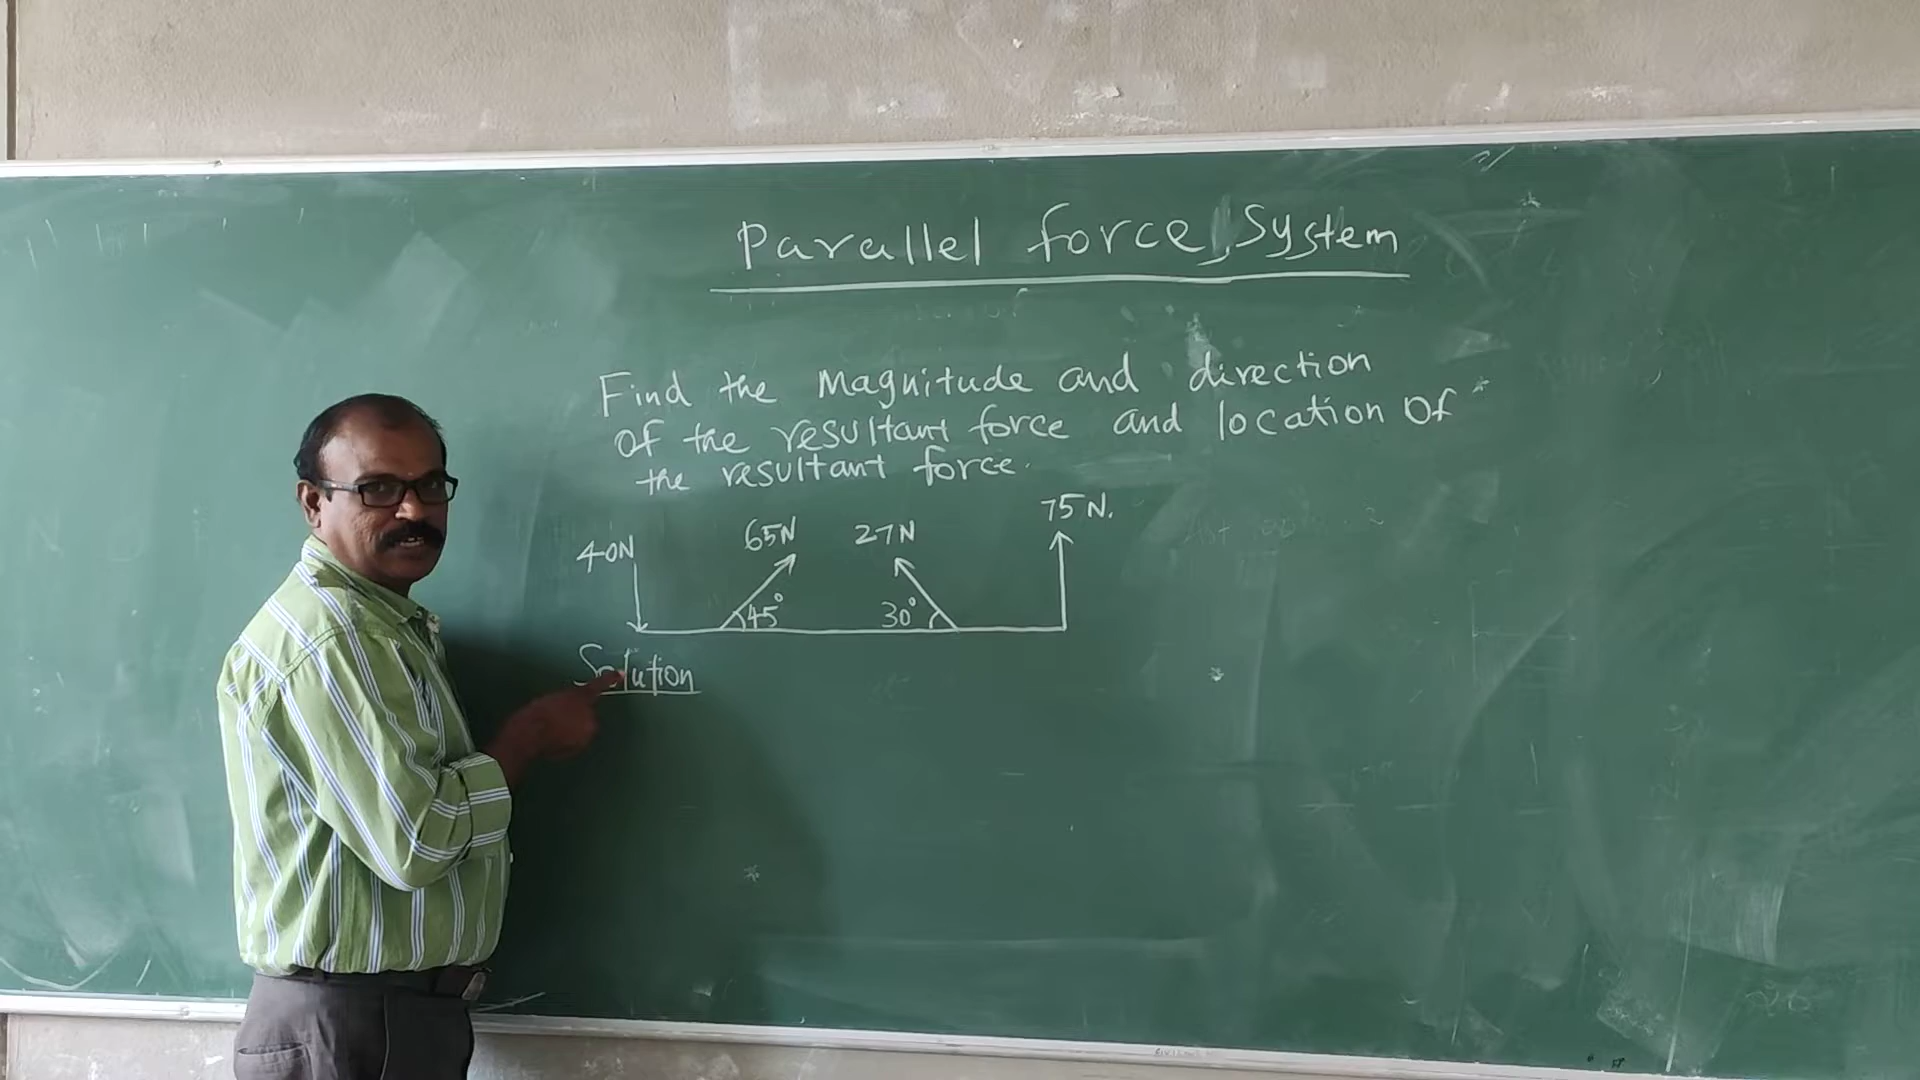 Parallel force System
Find the Magnitude and direction
of the resultant force and location of
the resultant force.
40N 65N 27N 75N.
45° 30°
Solution